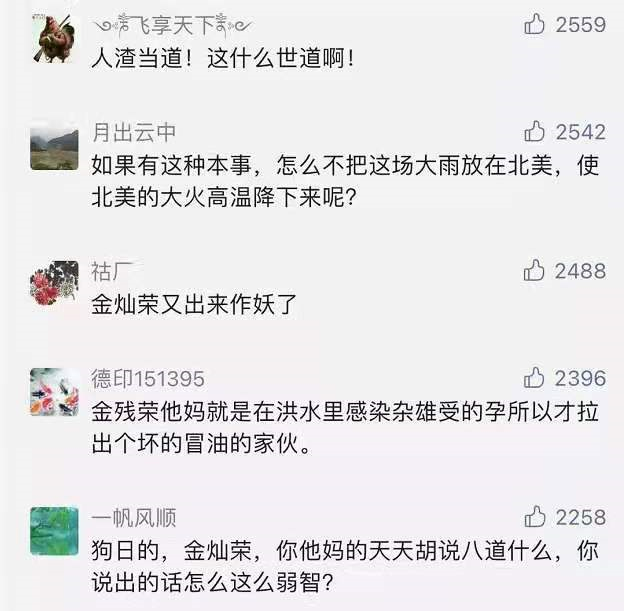 飞享天下 2559
人渣当道！这什么世道啊！
月出云中 2542
如果有这种本事，怎么不把这场大雨放在北美，使
北美的大火高温降下来呢？
祜厂 2488
金灿荣又出来作妖了
德印151395 2396
金残荣他妈就是在洪水里感染杂雄受的孕所以才拉
出个坏的冒油的家伙。
一帆风顺 2258
狗日的，金灿荣，你他妈的天天胡说八道什么，你
说出的话怎么这么弱智？